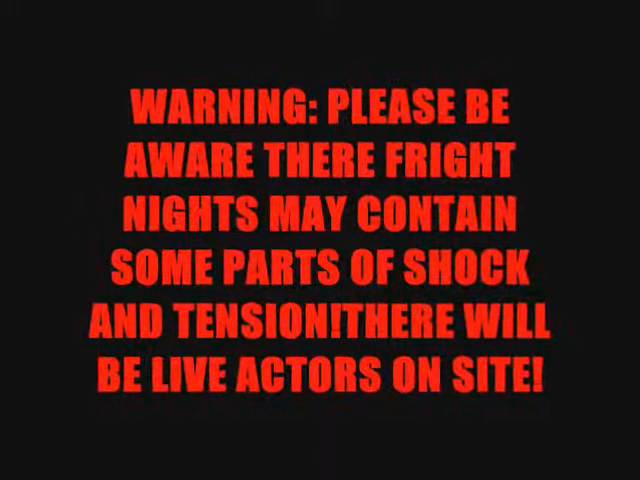 WARNING: PLEASE BE
AWARE THERE FRIGHT
NIGHTS MAY CONTAIN
SOME PARTS OF SHOCK
AND TENSION!THERE WILL
BE LIVE ACTORS ON SITE!